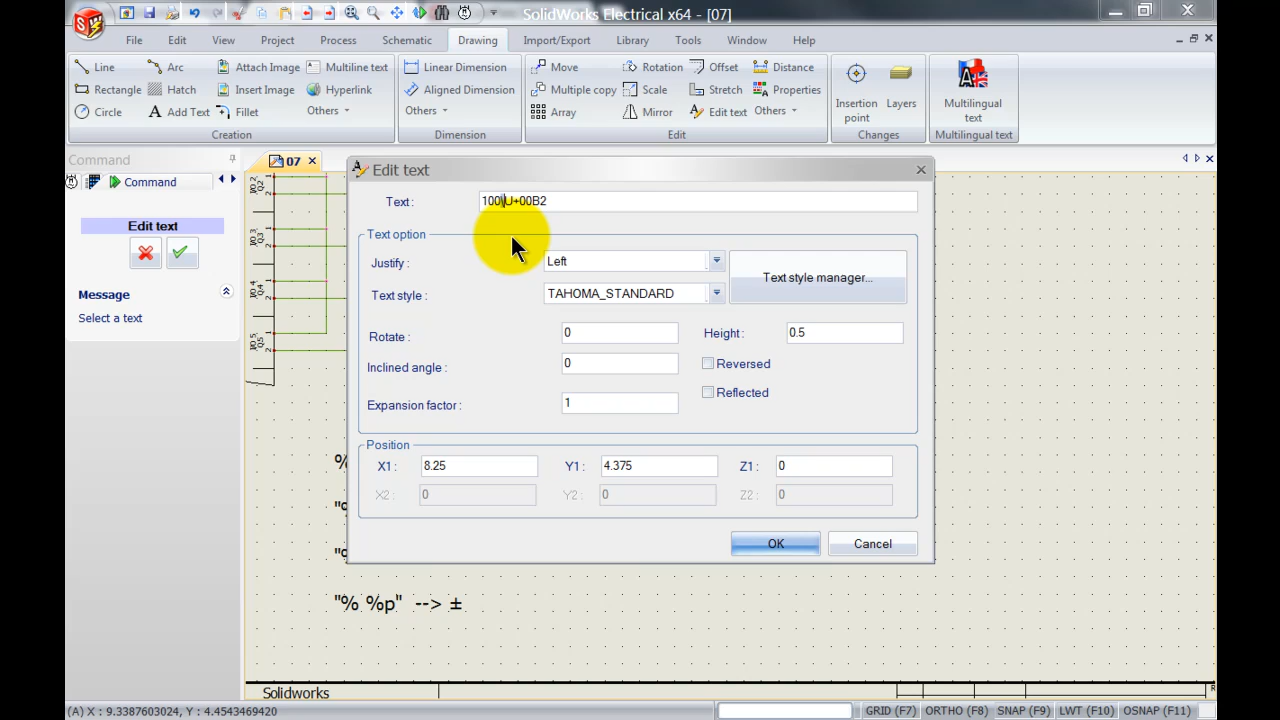 SolidWorks Electrical x64 - [07]
File Edit View Project Process Schematic Drawing Import/Export Library Tools Window Help
Line Arc Attach Image Multiline text Linear Dimension Move Rotation Offset Distance
Rectangle Hatch Insert Image Hyperlink Aligned Dimension Multiple copy Scale Stretch Properties
Circle Add Text Fillet Others Others Array Mirror Edit text Others
Insertion point Layers Multilingual text
Creation Dimension Edit Changes Multilingual text
Command
07
Command
Edit text
Message
Select a text
Edit text
Text : 100\U+00B2
Text option
Justify : Left
Text style manager...
Text style : TAHOMA_STANDARD
Rotate : 0 Height : 0.5
Inclined angle : 0 Reversed
Reflected
Expansion factor : 1
Position
X1 : 8.25 Y1 : 4.375 Z1 : 0
X2 : 0 Y2 : 0 Z2 : 0
OK Cancel
"% %p" --> ±
Solidworks
(A) X : 9.3387603024, Y : 4.4543469420 GRID (F7) ORTHO (F8) SNAP (F9) LWT (F10) OSNAP (F11)